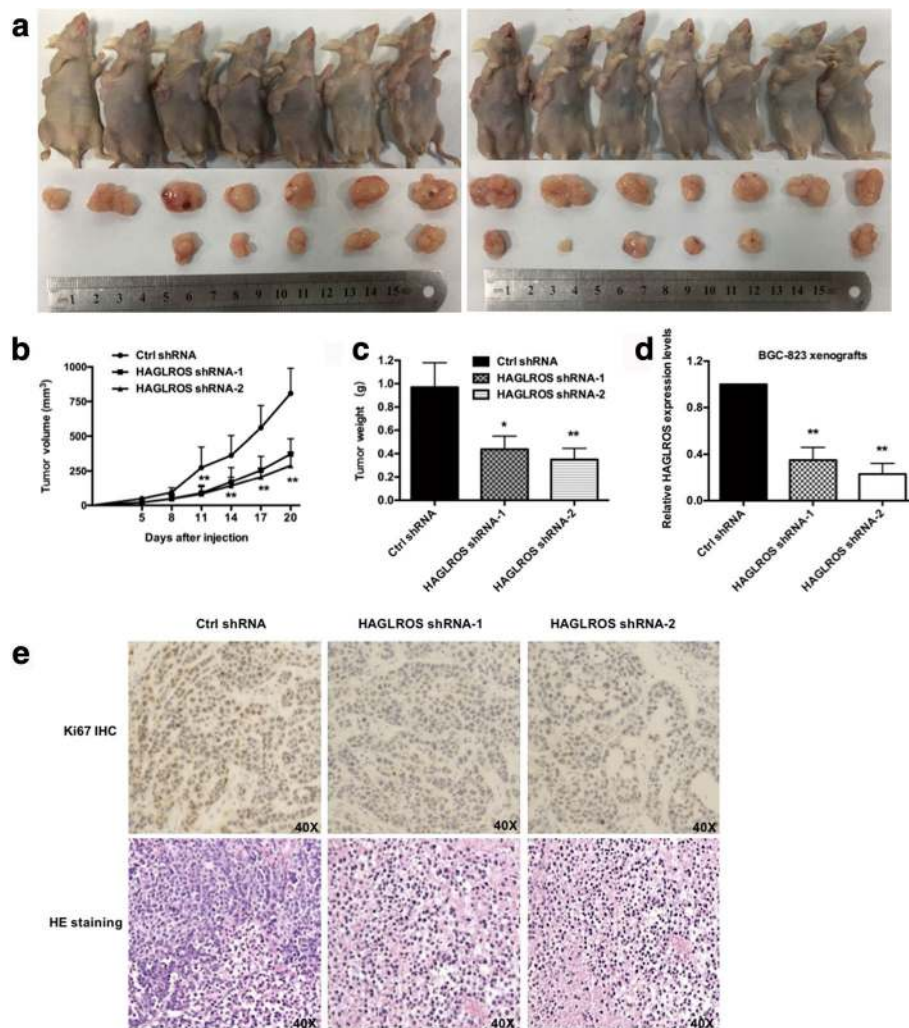 a
1 2 3 4 5 6 7 8 9 10 11 12 13 14 15
1 2 3 4 5 6 7 8 9 10 11 12 13 14 15
b
Ctrl shRNA
HAGLROS shRNA-1
HAGLROS shRNA-2
Tumor volume (mm³)
1000
750
500
250
0
** ** ** **
5 8 11 14 17 20
Days after injection
c
Ctrl shRNA
HAGLROS shRNA-1
HAGLROS shRNA-2
Tumor weight (g)
1.2
1.0
0.8
0.6
0.4
0.2
0.0
* **
Ctrl shRNA
HAGLROS shRNA-1
HAGLROS shRNA-2
d
BGC-823 xenografts
Relative HAGLROS expression levels
1.2
0.8
0.4
0.0
** **
Ctrl shRNA
HAGLROS shRNA-1
HAGLROS shRNA-2
e
Ctrl shRNA HAGLROS shRNA-1 HAGLROS shRNA-2
Ki67 IHC
40X 40X 40X
HE staining
40X 40X 40X